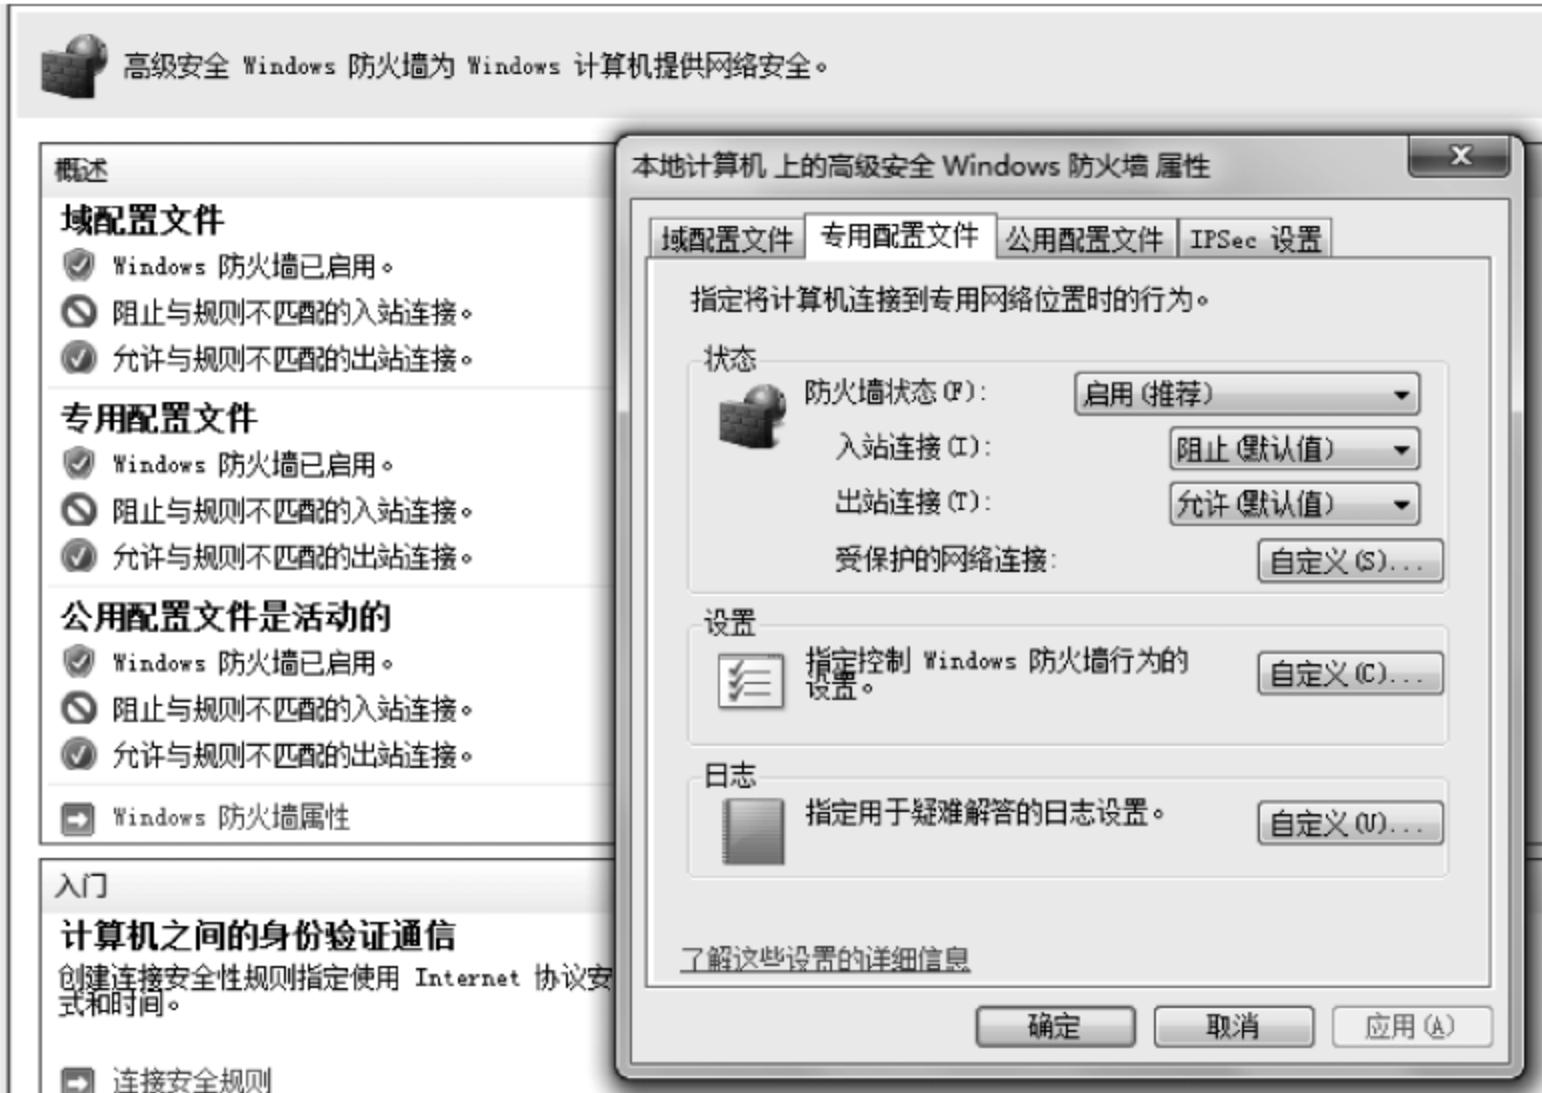 高级安全 Windows 防火墙为 Windows 计算机提供网络安全。
概述
域配置文件
Windows 防火墙已启用。
阻止与规则不匹配的入站连接。
允许与规则不匹配的出站连接。
专用配置文件
Windows 防火墙已启用。
阻止与规则不匹配的入站连接。
允许与规则不匹配的出站连接。
公用配置文件是活动的
Windows 防火墙已启用。
阻止与规则不匹配的入站连接。
允许与规则不匹配的出站连接。
Windows 防火墙属性
入门
计算机之间的身份验证通信
创建连接安全性规则指定使用 Internet 协议安
式和时间。
连接安全规则
本地计算机 上的高级安全 Windows 防火墙 属性
域配置文件 专用配置文件 公用配置文件 IPSec 设置
指定将计算机连接到专用网络位置时的行为。
状态
防火墙状态(F): 启用(推荐)
入站连接(I): 阻止(默认值)
出站连接(T): 允许(默认值)
受保护的网络连接: 自定义(S)...
设置
指定控制 Windows 防火墙行为的
设置。
自定义(C)...
日志
指定用于疑难解答的日志设置。 自定义(U)...
了解这些设置的详细信息
确定 取消 应用(A)